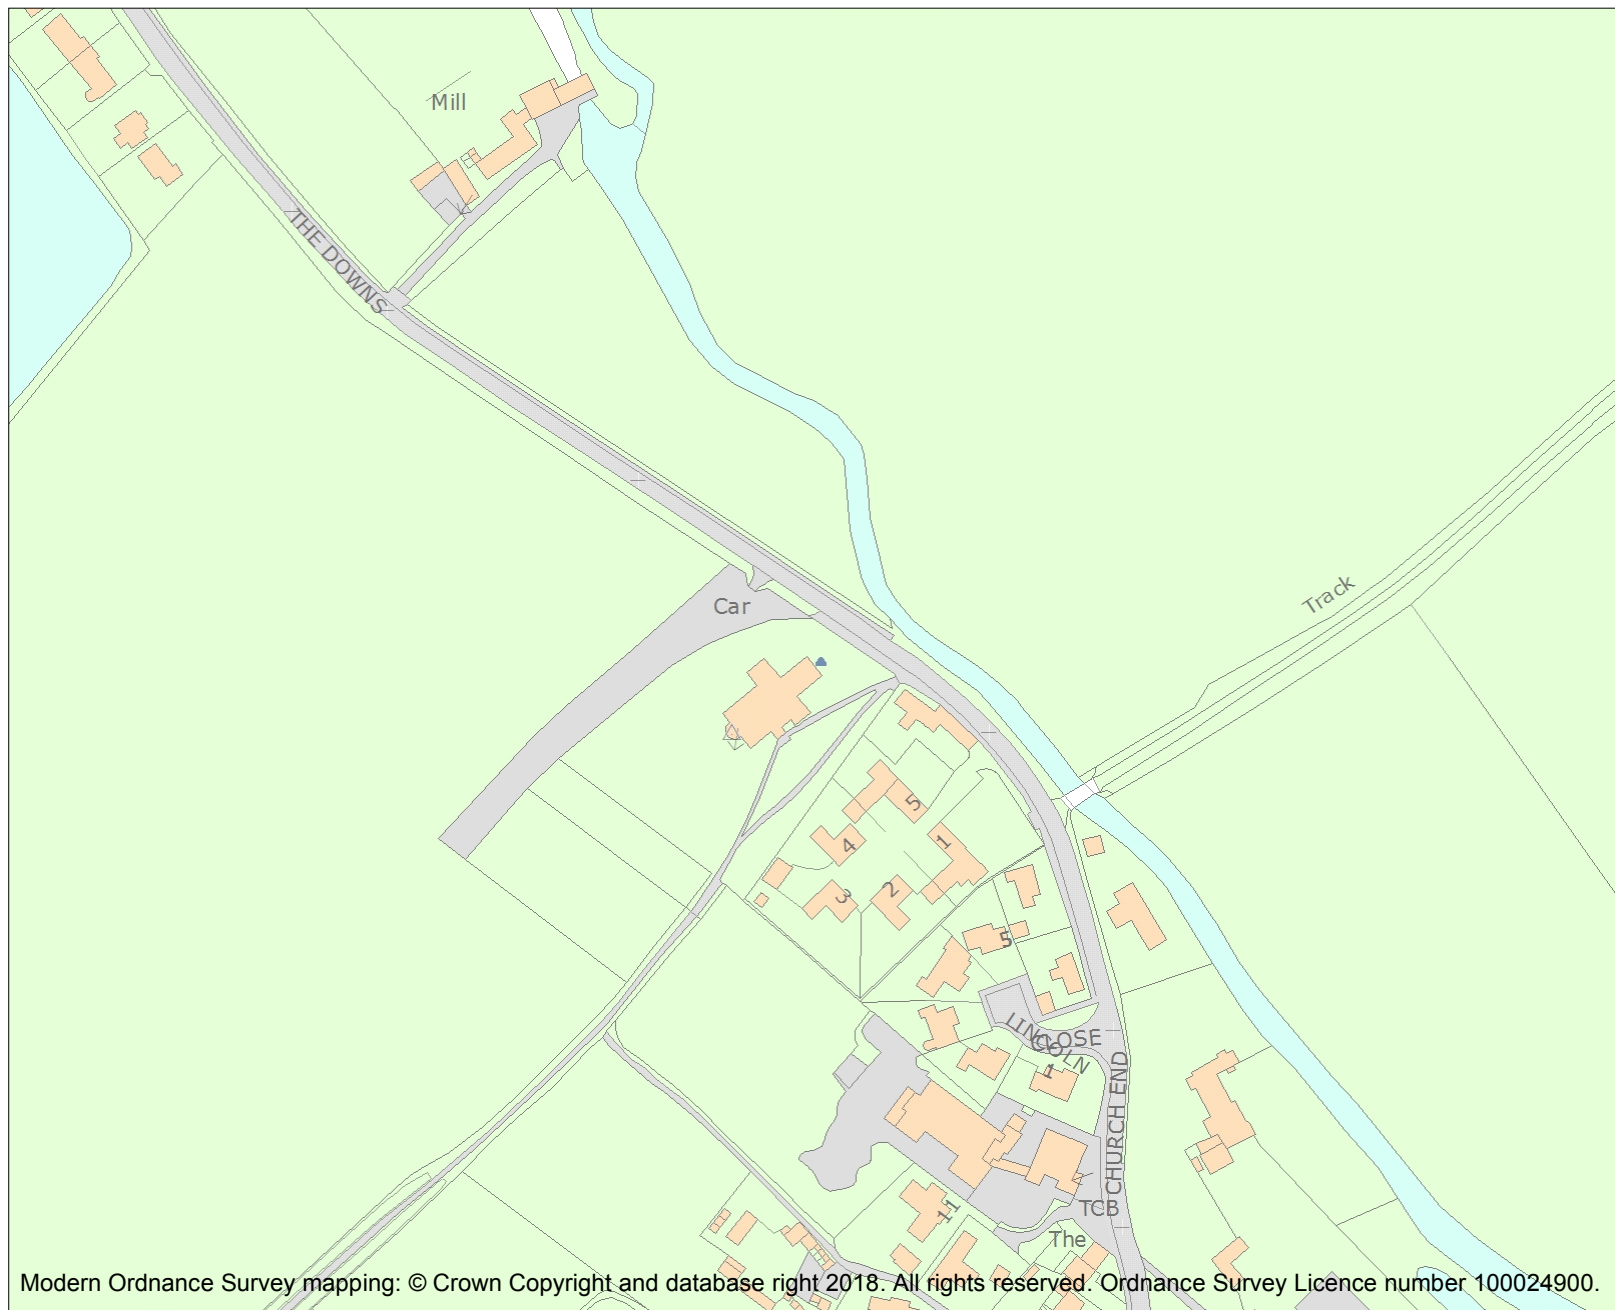 Mill
THE DOWNS
Track
Car
5
1
4
3
2
5
LINCOLN
CLOSE
1
CHURCH END
TCB
11
The
Modern Ordnance Survey mapping: © Crown Copyright and database right 2018. All rights reserved. Ordnance Survey Licence number 100024900.